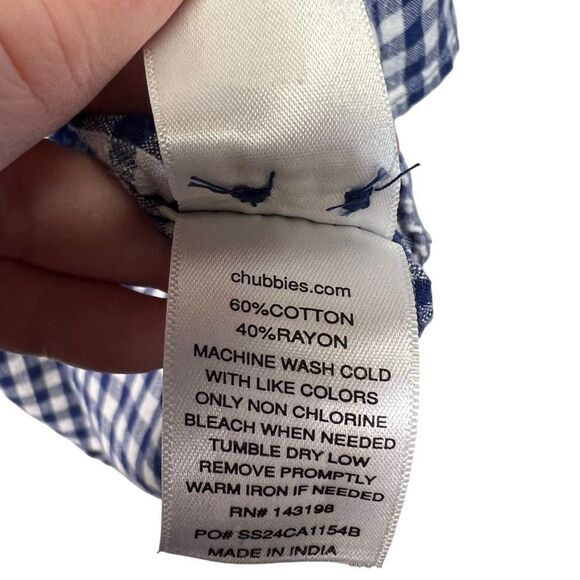 chubbies.com
60%COTTON
40%RAYON
MACHINE WASH COLD
WITH LIKE COLORS
ONLY NON CHLORINE
BLEACH WHEN NEEDED
TUMBLE DRY LOW
REMOVE PROMPTLY
WARM IRON IF NEEDED
RN# 143198
PO# SS24CA1154B
MADE IN INDIA